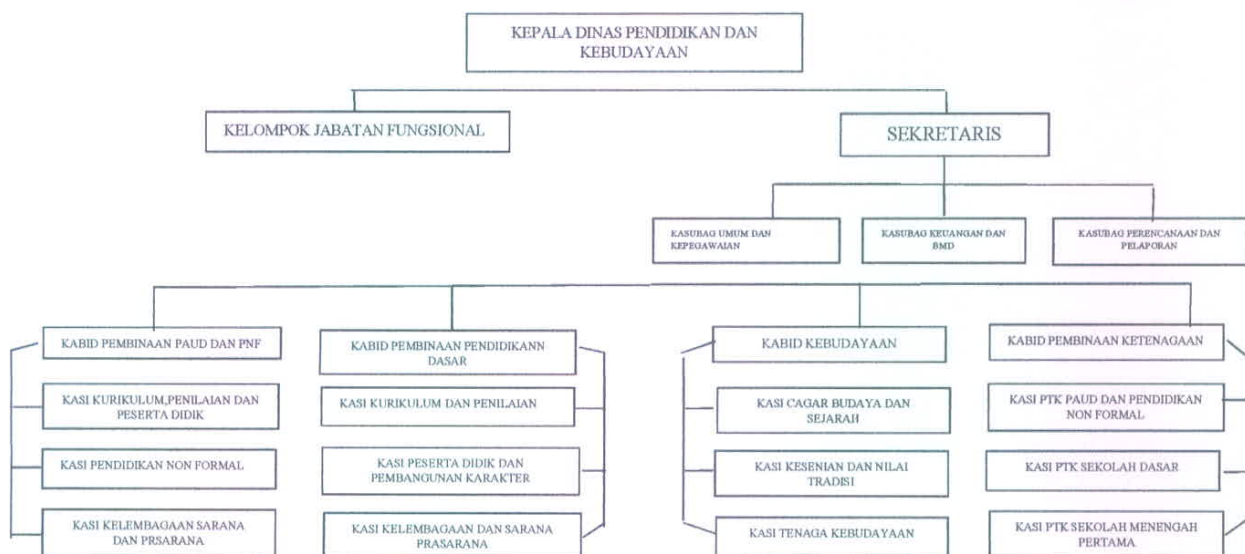 KEPALA DINAS PENDIDIKAN DAN
KEBUDAYAAN
KELOMPOK JABATAN FUNGSIONAL
SEKRETARIS
KASUBAG UMUM DAN
KEPEGAWAIAN
KASUBAG KEUANGAN DAN
BMD
KASUBAG PERENCANAAN DAN
PELAPORAN
KABID PEMBINAAN PAUD DAN PNF
KASI KURIKULUM,PENILAIAN DAN
PESERTA DIDIK
KASI PENDIDIKAN NON FORMAL
KASI KELEMBAGAAN SARANA
DAN PRSARANA
KABID PEMBINAAN PENDIDIKANN
DASAR
KASI KURIKULUM DAN PENILAIAN
KASI PESERTA DIDIK DAN
PEMBANGUNAN KARAKTER
KASI KELEMBAGAAN DAN SARANA
PRASARANA
KABID KEBUDAYAAN
KASI CAGAR BUDAYA DAN
SEJARAH
KASI KESENIAN DAN NILAI
TRADISI
KASI TENAGA KEBUDAYAAN
KABID PEMBINAAN KETENAGAAN
KASI PTK PAUD DAN PENDIDIKAN
NON FORMAL
KASI PTK SEKOLAH DASAR
KASI PTK SEKOLAH MENENGAH
PERTAMA